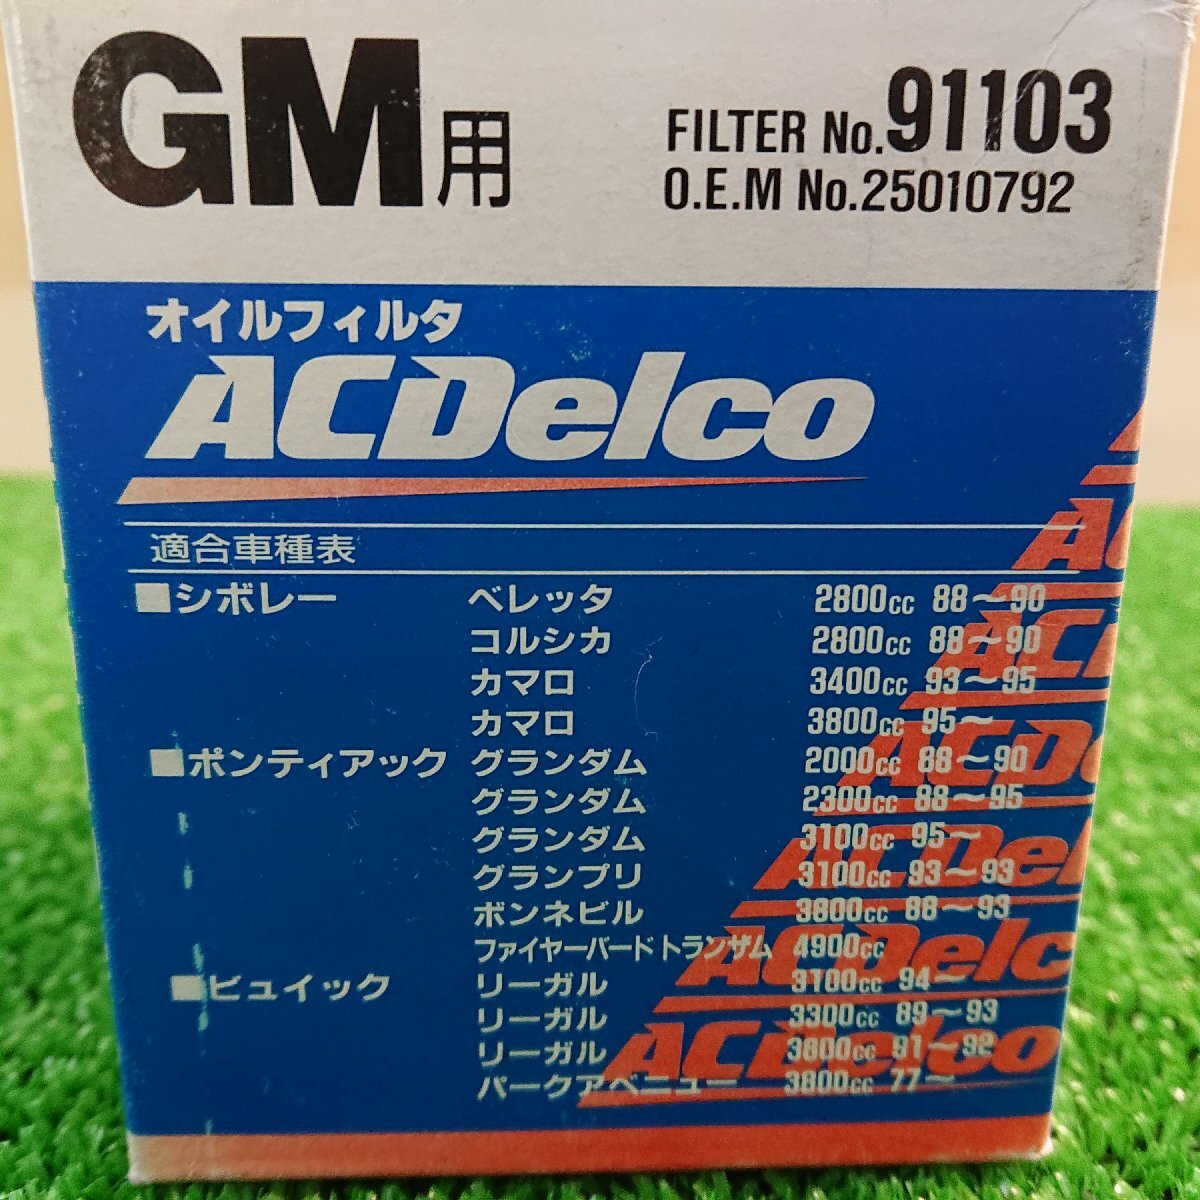 GM用
FILTER No.91103
O.E.M No.25010792
オイルフィルタ
ACDelco
適合車種表
■シボレー ベレッタ 2800cc 88〜90
コルシカ 2800cc 88〜90
カマロ 3400cc 93〜95
カマロ 3800cc 95〜
■ポンティアック グランダム 2000cc 88〜90
グランダム 2300cc 88〜95
グランダム 3100cc 95〜
グランプリ 3100cc 93〜93
ボンネビル 3800cc 88〜93
ファイヤーバードトランザム 4900cc
■ビュイック リーガル 3100cc 94〜
リーガル 3300cc 89〜93
リーガル 3800cc 91〜92
パークアベニュー 3800cc 77〜
AC
ACD
ACDel
ACDelc
ACDelco